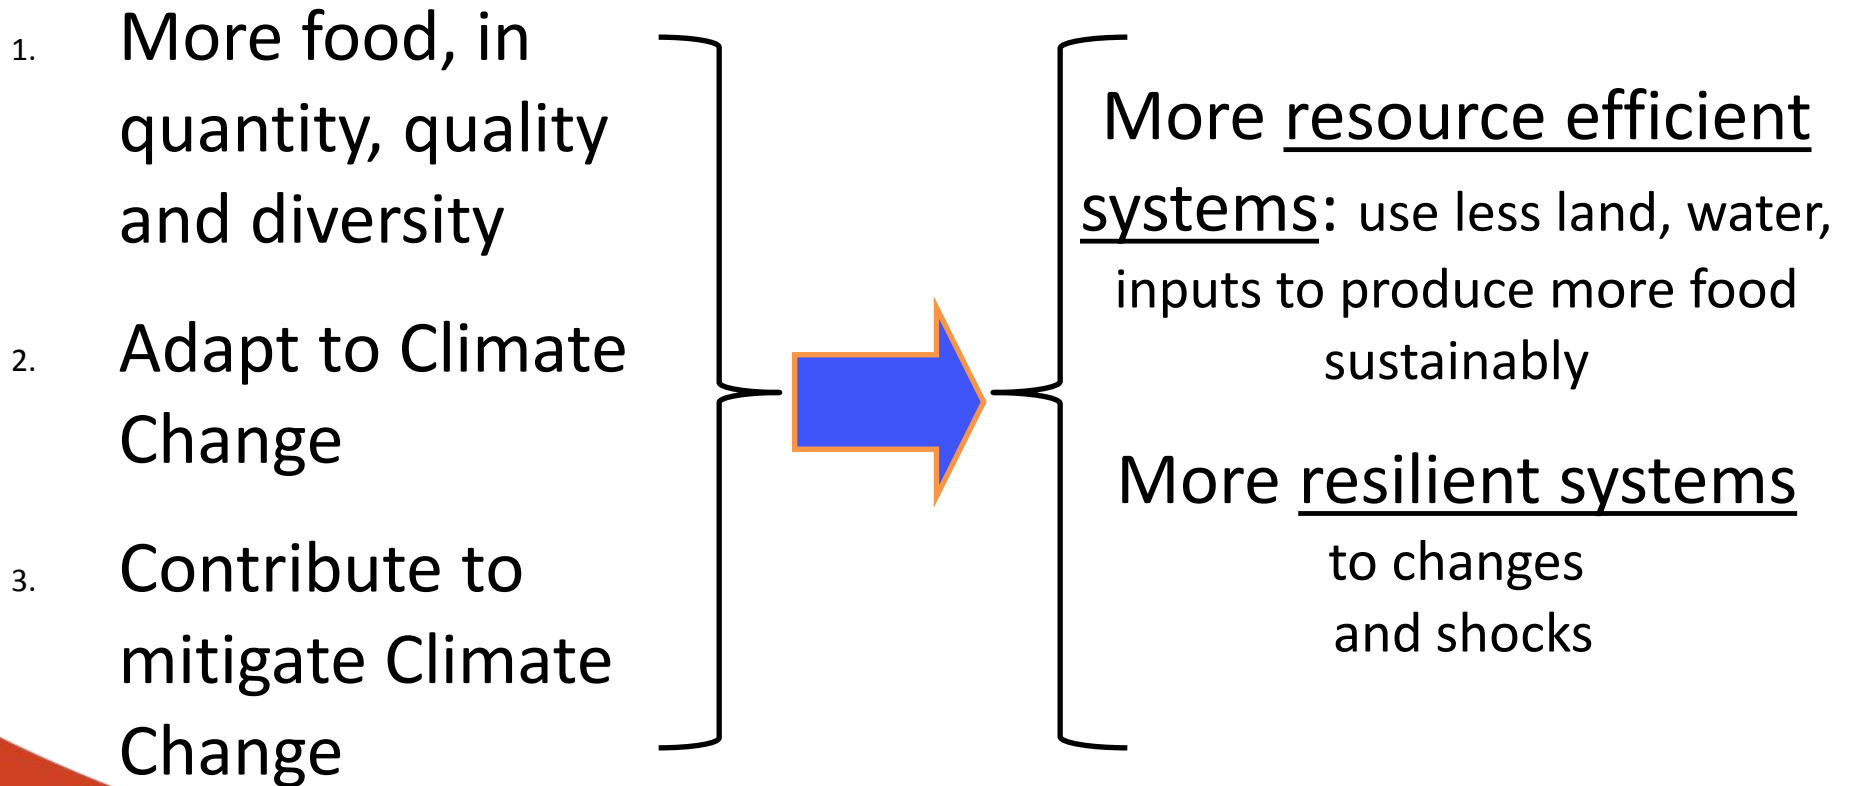 1. More food, in
quantity, quality
and diversity
2. Adapt to Climate
Change
3. Contribute to
mitigate Climate
Change
More resource efficient
systems: use less land, water,
inputs to produce more food
sustainably
More resilient systems
to changes
and shocks